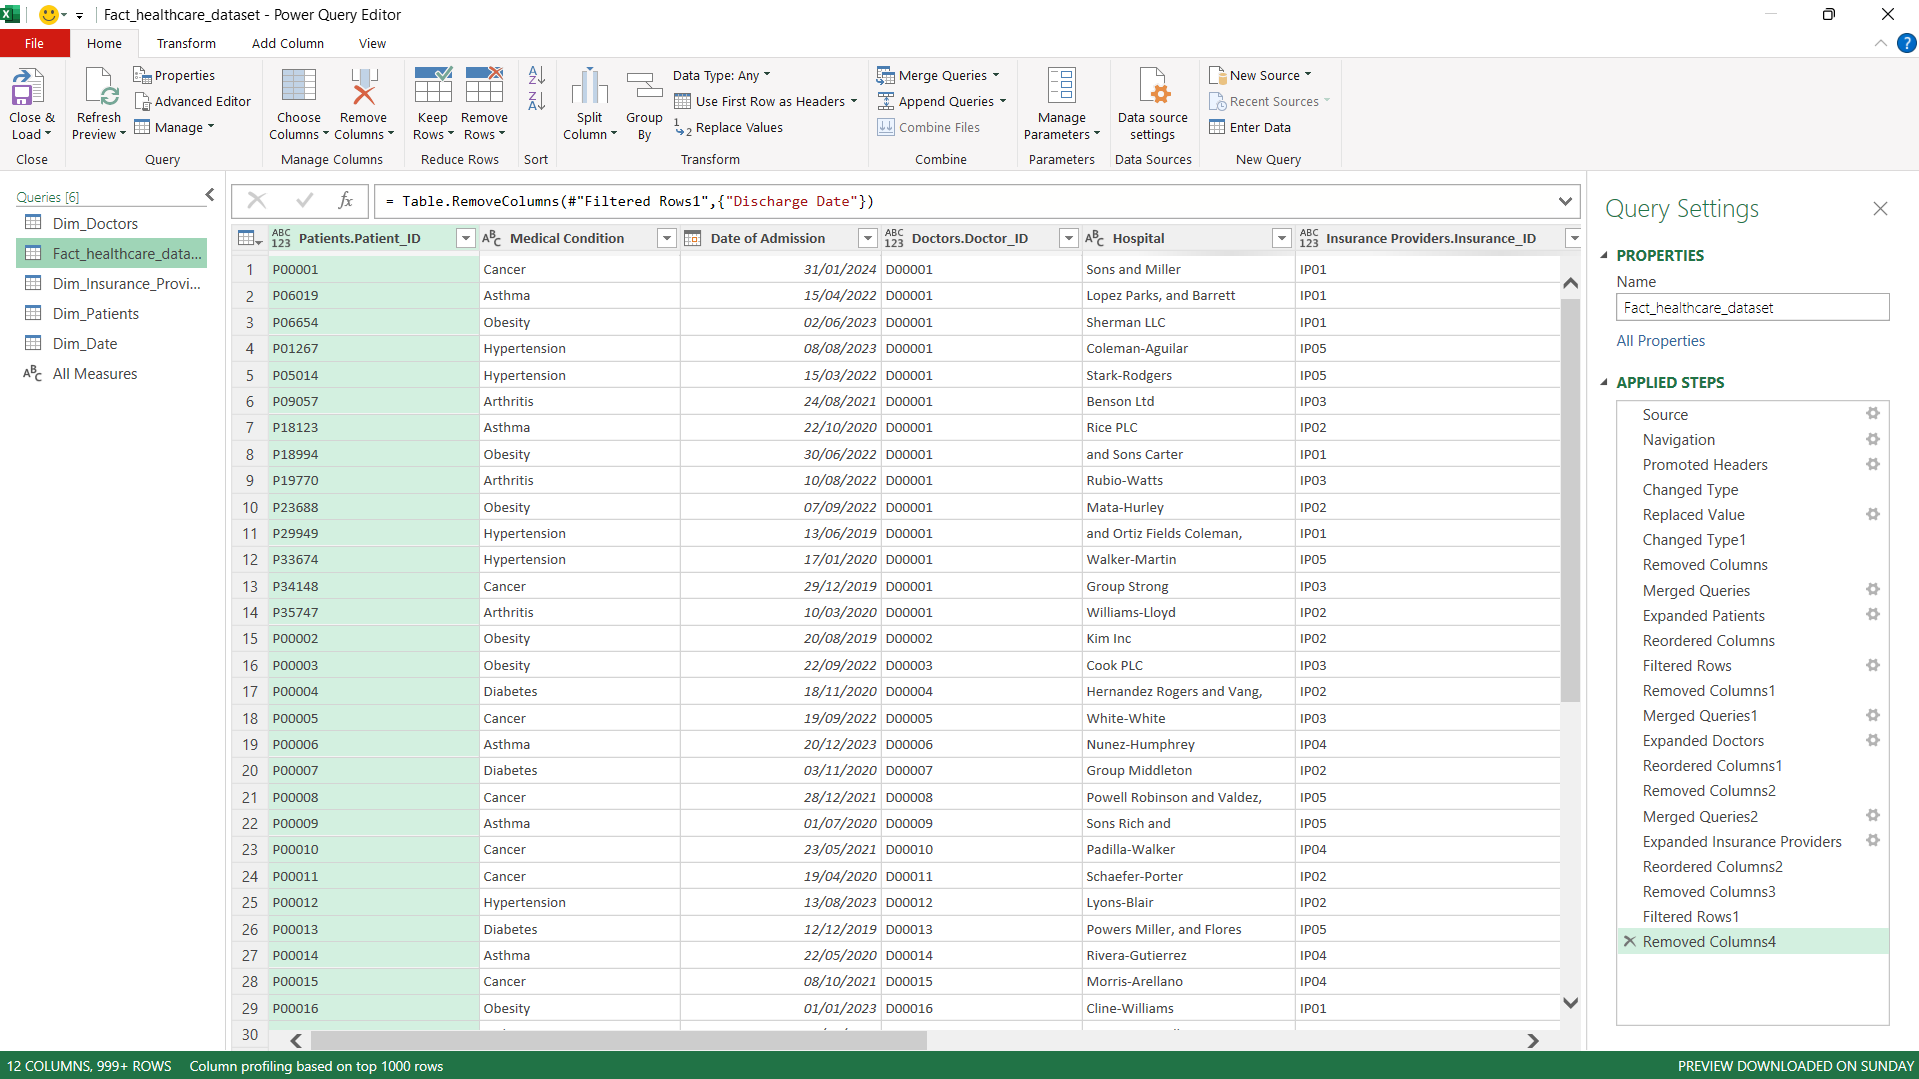 Fact_healthcare_dataset - Power Query Editor
File Home Transform Add Column View
Close & Load
Close
Refresh Preview
Properties
Advanced Editor
Manage
Query
Choose Columns
Remove Columns
Manage Columns
Keep Rows
Remove Rows
Reduce Rows
Sort
Split Column
Group By
Data Type: Any
Use First Row as Headers
Replace Values
Transform
Merge Queries
Append Queries
Combine Files
Combine
Manage Parameters
Parameters
Data source settings
Data Sources
New Source
Recent Sources
Enter Data
New Query
Queries [6]
Dim_Doctors
Fact_healthcare_data...
Dim_Insurance_Provi...
Dim_Patients
Dim_Date
All Measures
= Table.RemoveColumns(#"Filtered Rows1",{"Discharge Date"})
ABC 123 Patients.Patient_ID ABC Medical Condition Date of Admission ABC 123 Doctors.Doctor_ID ABC Hospital ABC 123 Insurance Providers.Insurance_ID
1 P00001 Cancer 31/01/2024 D00001 Sons and Miller IP01
2 P06019 Asthma 15/04/2022 D00001 Lopez Parks, and Barrett IP01
3 P06654 Obesity 02/06/2023 D00001 Sherman LLC IP01
4 P01267 Hypertension 08/08/2023 D00001 Coleman-Aguilar IP05
5 P05014 Hypertension 15/03/2022 D00001 Stark-Rodgers IP05
6 P09057 Arthritis 24/08/2021 D00001 Benson Ltd IP03
7 P18123 Asthma 22/10/2020 D00001 Rice PLC IP02
8 P18994 Obesity 30/06/2022 D00001 and Sons Carter IP01
9 P19770 Arthritis 10/08/2022 D00001 Rubio-Watts IP03
10 P23688 Obesity 07/09/2022 D00001 Mata-Hurley IP02
11 P29949 Hypertension 13/06/2019 D00001 and Ortiz Fields Coleman, IP01
12 P33674 Hypertension 17/01/2020 D00001 Walker-Martin IP05
13 P34148 Cancer 29/12/2019 D00001 Group Strong IP03
14 P35747 Arthritis 10/03/2020 D00001 Williams-Lloyd IP02
15 P00002 Obesity 20/08/2019 D00002 Kim Inc IP02
16 P00003 Obesity 22/09/2022 D00003 Cook PLC IP03
17 P00004 Diabetes 18/11/2020 D00004 Hernandez Rogers and Vang, IP02
18 P00005 Cancer 19/09/2022 D00005 White-White IP03
19 P00006 Asthma 20/12/2023 D00006 Nunez-Humphrey IP04
20 P00007 Diabetes 03/11/2020 D00007 Group Middleton IP02
21 P00008 Cancer 28/12/2021 D00008 Powell Robinson and Valdez, IP05
22 P00009 Asthma 01/07/2020 D00009 Sons Rich and IP05
23 P00010 Cancer 23/05/2021 D00010 Padilla-Walker IP04
24 P00011 Cancer 19/04/2020 D00011 Schaefer-Porter IP02
25 P00012 Hypertension 13/08/2023 D00012 Lyons-Blair IP02
26 P00013 Diabetes 12/12/2019 D00013 Powers Miller, and Flores IP05
27 P00014 Asthma 22/05/2020 D00014 Rivera-Gutierrez IP04
28 P00015 Cancer 08/10/2021 D00015 Morris-Arellano IP04
29 P00016 Obesity 01/01/2023 D00016 Cline-Williams IP01
30
Query Settings
PROPERTIES
Name
Fact_healthcare_dataset
All Properties
APPLIED STEPS
Source
Navigation
Promoted Headers
Changed Type
Replaced Value
Changed Type1
Removed Columns
Merged Queries
Expanded Patients
Reordered Columns
Filtered Rows
Removed Columns1
Merged Queries1
Expanded Doctors
Reordered Columns1
Removed Columns2
Merged Queries2
Expanded Insurance Providers
Reordered Columns2
Removed Columns3
Filtered Rows1
Removed Columns4
12 COLUMNS, 999+ ROWS Column profiling based on top 1000 rows PREVIEW DOWNLOADED ON SUNDAY